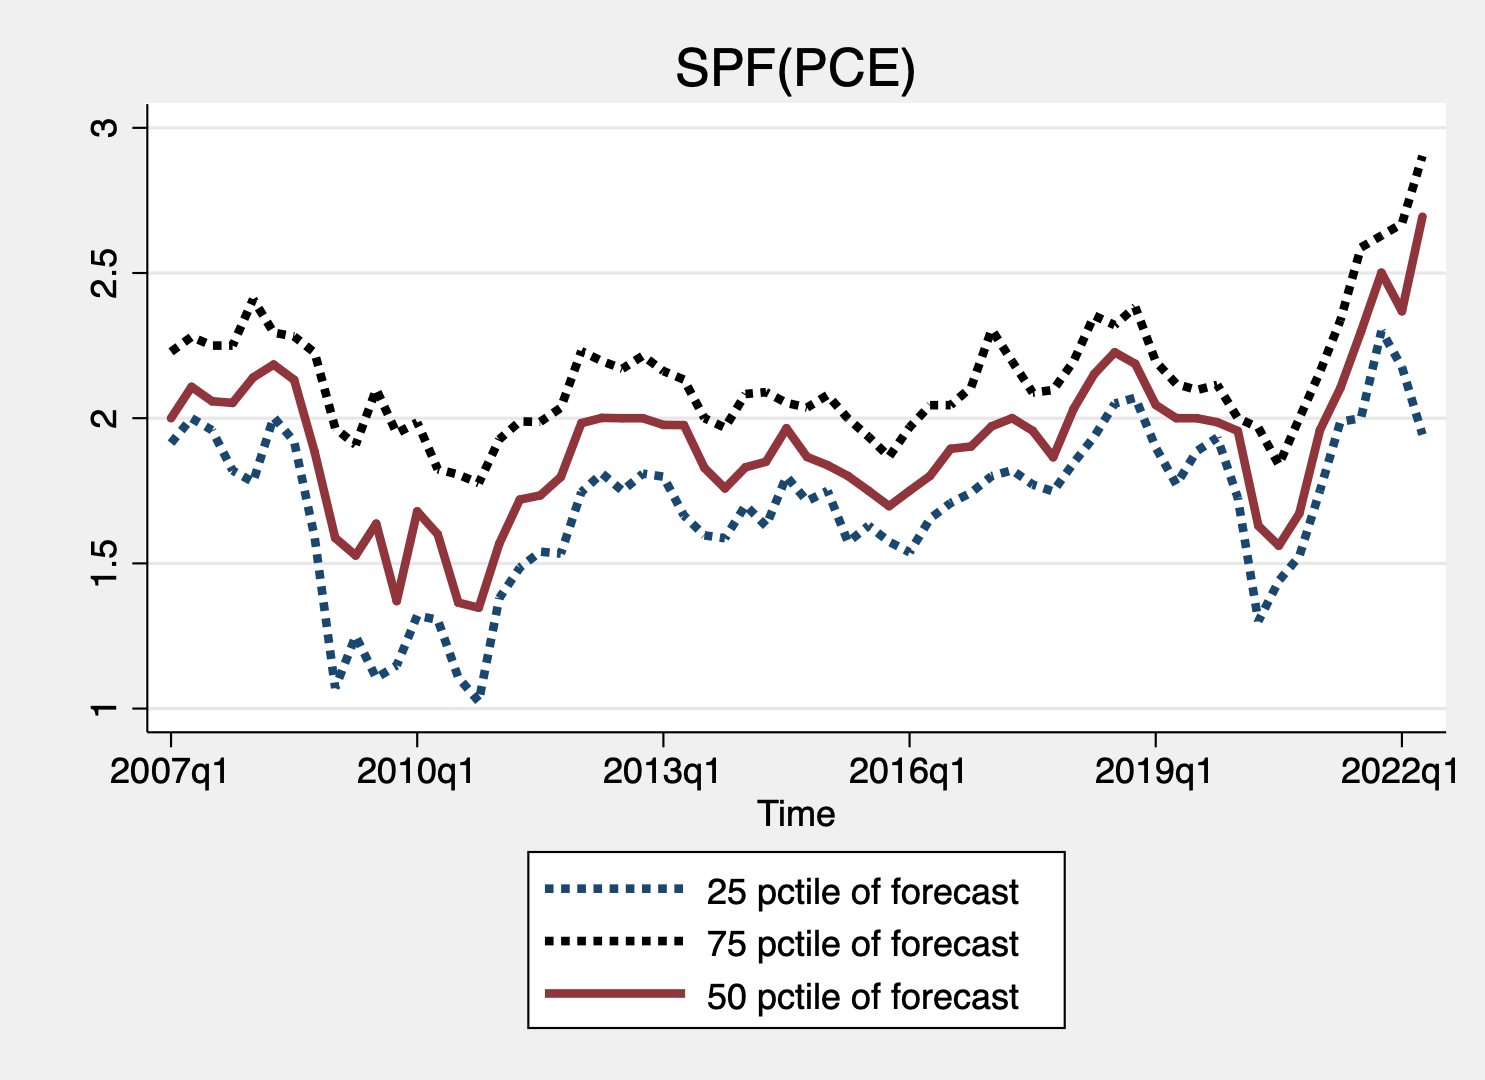 SPF(PCE)
3
2.5
2
1.5
1
2007q1 2010q1 2013q1 2016q1 2019q1 2022q1
Time
25 pctile of forecast
75 pctile of forecast
50 pctile of forecast